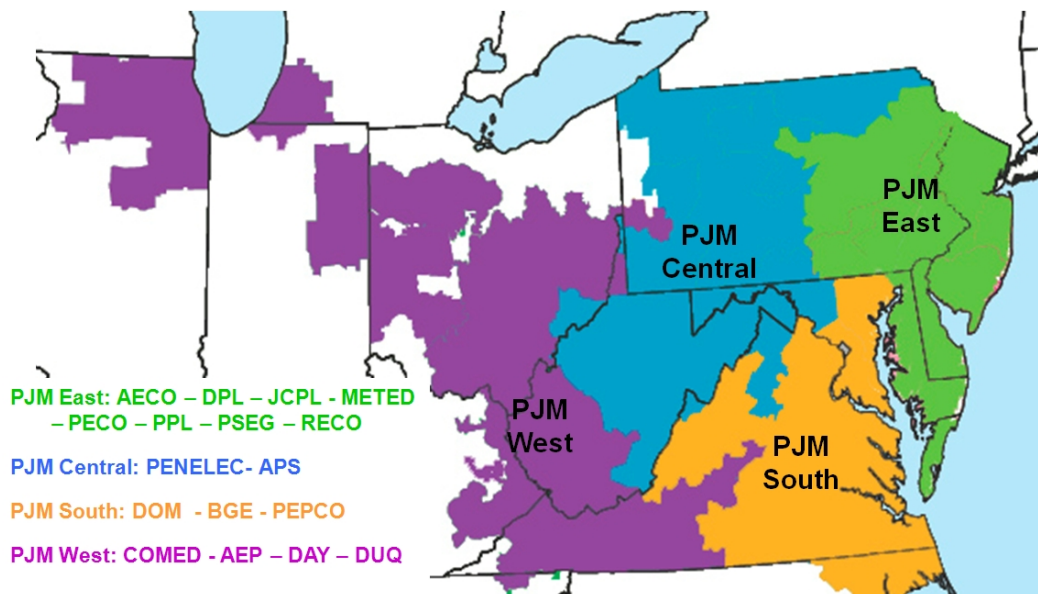 PJM
East
PJM
Central
PJM
West
PJM
South
PJM East: AECO – DPL – JCPL - METED
– PECO – PPL – PSEG – RECO
PJM Central: PENELEC- APS
PJM South: DOM - BGE - PEPCO
PJM West: COMED - AEP – DAY – DUQ